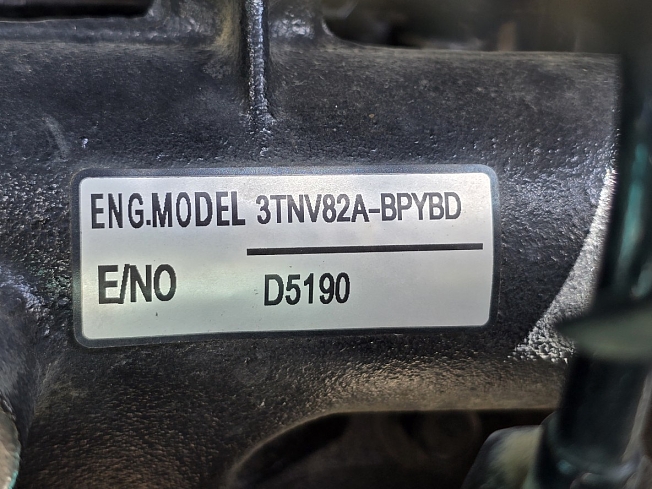 ENG.MODEL 3TNV82A-BPYBD
E/NO D5190